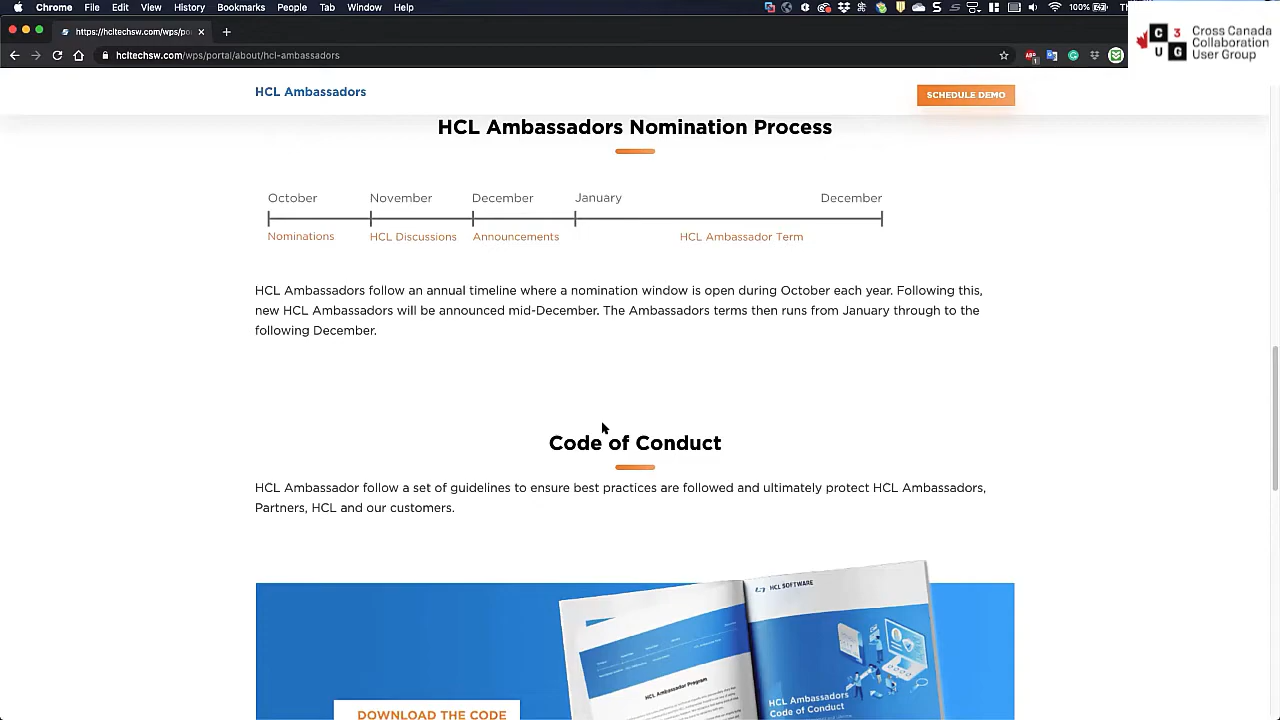 Chrome File Edit View History Bookmarks People Tab Window Help
100%
https://hcltechsw.com/wps/po
hcltechsw.com/wps/portal/about/hcl-ambassadors
C 3 U G
Cross Canada
Collaboration
User Group
HCL Ambassadors
SCHEDULE DEMO
HCL Ambassadors Nomination Process
October November December January December
Nominations HCL Discussions Announcements HCL Ambassador Term
HCL Ambassadors follow an annual timeline where a nomination window is open during October each year. Following this,
new HCL Ambassadors will be announced mid-December. The Ambassadors terms then runs from January through to the
following December.
Code of Conduct
HCL Ambassador follow a set of guidelines to ensure best practices are followed and ultimately protect HCL Ambassadors,
Partners, HCL and our customers.
HCL SOFTWARE
HCL Ambassador Program
HCL Ambassadors
Code of Conduct
DOWNLOAD THE CODE